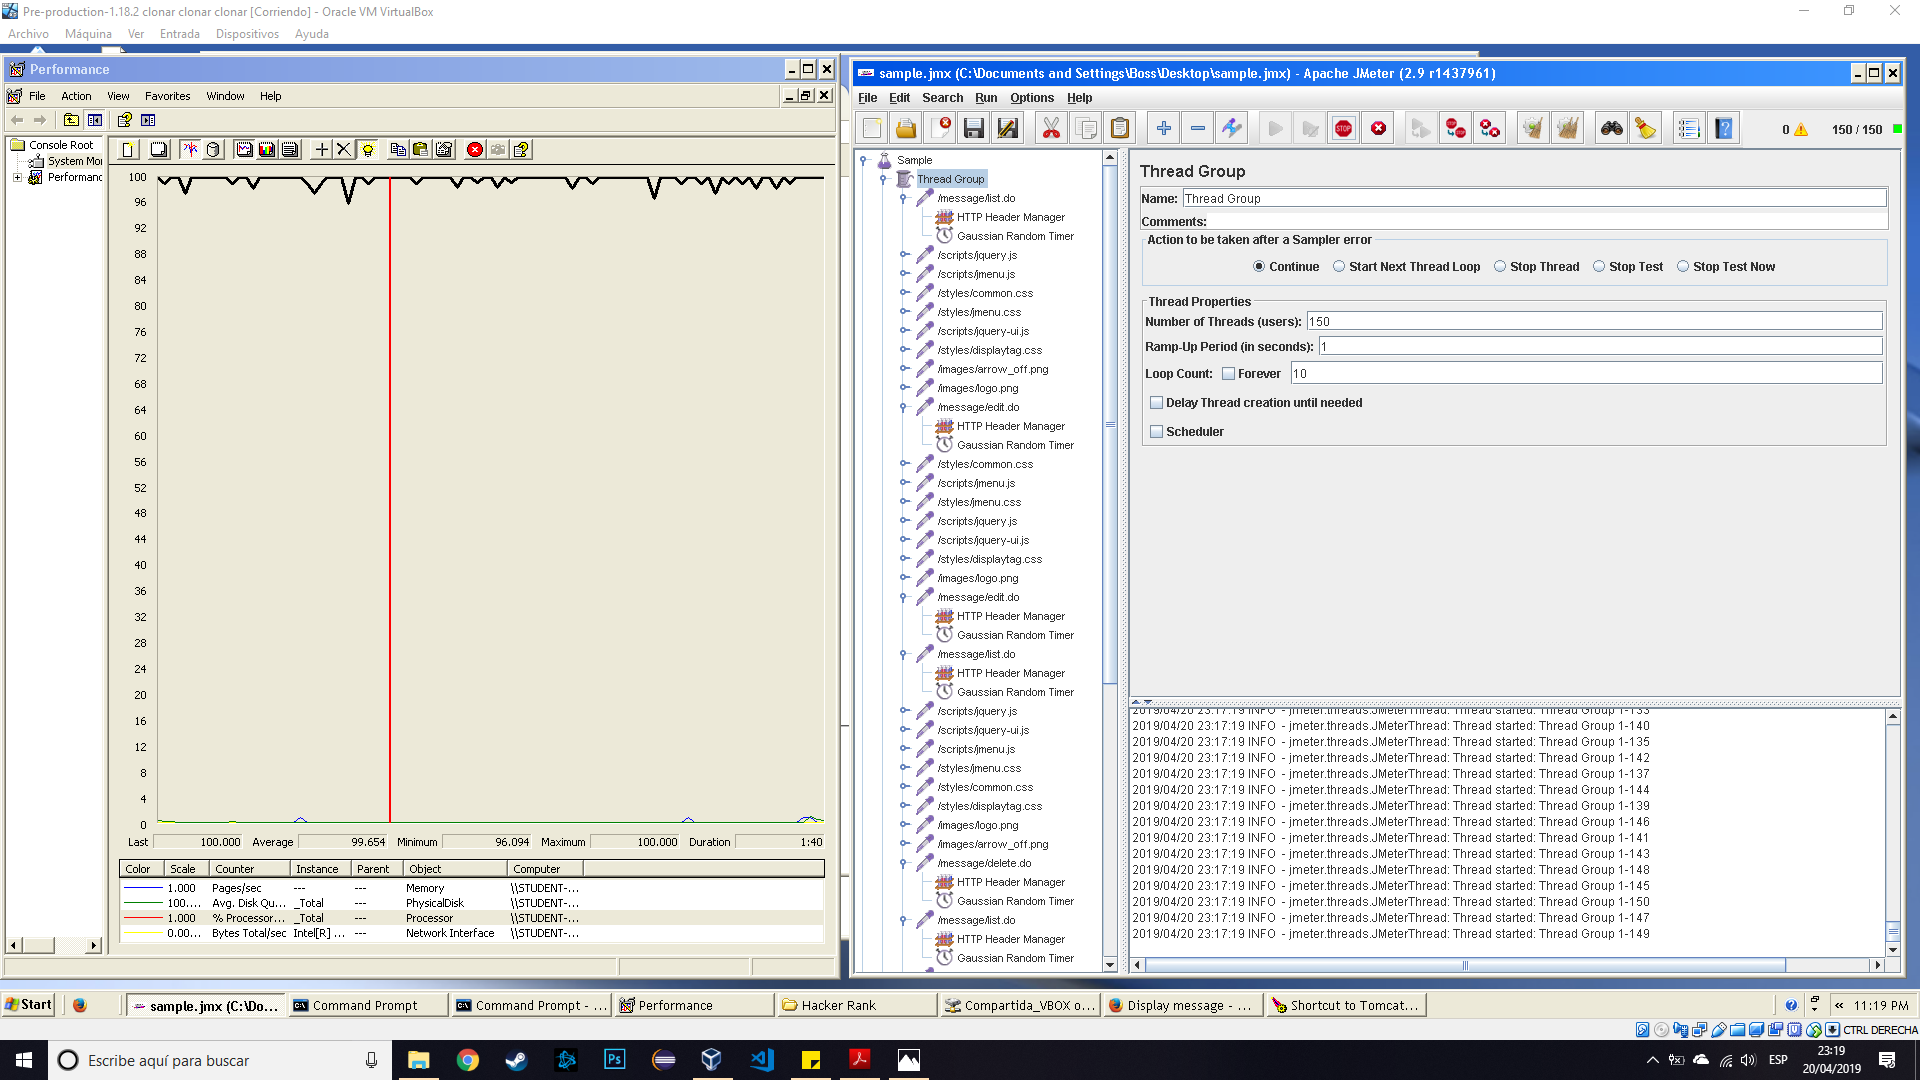 Pre-production-1.18.2 clonar clonar clonar [Corriendo] - Oracle VM VirtualBox
Archivo Máquina Ver Entrada Dispositivos Ayuda
Performance
File Action View Favorites Window Help
Console Root
System Mo
Performanc
100
96
92
88
84
80
76
72
68
64
60
56
52
48
44
40
36
32
28
24
20
16
12
8
4
0
Last 100.000 Average 99.654 Minimum 96.094 Maximum 100.000 Duration 1:40
Color Scale Counter Instance Parent Object Computer
1.000 Pages/sec --- --- Memory \\STUDENT-...
100.... Avg. Disk Qu... _Total --- PhysicalDisk \\STUDENT-...
1.000 % Processor... _Total --- Processor \\STUDENT-...
0.00... Bytes Total/sec Intel[R] ... --- Network Interface \\STUDENT-...
sample.jmx (C:\Documents and Settings\Boss\Desktop\sample.jmx) - Apache JMeter (2.9 r1437961)
File Edit Search Run Options Help
0 150 / 150
Sample
Thread Group
/message/list.do
HTTP Header Manager
Gaussian Random Timer
/scripts/jquery.js
/scripts/jmenu.js
/styles/common.css
/styles/jmenu.css
/scripts/jquery-ui.js
/styles/displaytag.css
/images/arrow_off.png
/images/logo.png
/message/edit.do
HTTP Header Manager
Gaussian Random Timer
/styles/common.css
/scripts/jmenu.js
/styles/jmenu.css
/scripts/jquery.js
/scripts/jquery-ui.js
/styles/displaytag.css
/images/logo.png
/message/edit.do
HTTP Header Manager
Gaussian Random Timer
/message/list.do
HTTP Header Manager
Gaussian Random Timer
/scripts/jquery.js
/scripts/jquery-ui.js
/scripts/jmenu.js
/styles/jmenu.css
/styles/common.css
/styles/displaytag.css
/images/logo.png
/images/arrow_off.png
/message/delete.do
HTTP Header Manager
Gaussian Random Timer
/message/list.do
HTTP Header Manager
Gaussian Random Timer
Thread Group
Name: Thread Group
Comments:
Action to be taken after a Sampler error
Continue Start Next Thread Loop Stop Thread Stop Test Stop Test Now
Thread Properties
Number of Threads (users): 150
Ramp-Up Period (in seconds): 1
Loop Count: Forever 10
Delay Thread creation until needed
Scheduler
2019/04/20 23:17:19 INFO - jmeter.threads.JMeterThread: Thread started: Thread Group 1-133
2019/04/20 23:17:19 INFO - jmeter.threads.JMeterThread: Thread started: Thread Group 1-140
2019/04/20 23:17:19 INFO - jmeter.threads.JMeterThread: Thread started: Thread Group 1-135
2019/04/20 23:17:19 INFO - jmeter.threads.JMeterThread: Thread started: Thread Group 1-142
2019/04/20 23:17:19 INFO - jmeter.threads.JMeterThread: Thread started: Thread Group 1-137
2019/04/20 23:17:19 INFO - jmeter.threads.JMeterThread: Thread started: Thread Group 1-144
2019/04/20 23:17:19 INFO - jmeter.threads.JMeterThread: Thread started: Thread Group 1-139
2019/04/20 23:17:19 INFO - jmeter.threads.JMeterThread: Thread started: Thread Group 1-146
2019/04/20 23:17:19 INFO - jmeter.threads.JMeterThread: Thread started: Thread Group 1-141
2019/04/20 23:17:19 INFO - jmeter.threads.JMeterThread: Thread started: Thread Group 1-143
2019/04/20 23:17:19 INFO - jmeter.threads.JMeterThread: Thread started: Thread Group 1-148
2019/04/20 23:17:19 INFO - jmeter.threads.JMeterThread: Thread started: Thread Group 1-145
2019/04/20 23:17:19 INFO - jmeter.threads.JMeterThread: Thread started: Thread Group 1-150
2019/04/20 23:17:19 INFO - jmeter.threads.JMeterThread: Thread started: Thread Group 1-147
2019/04/20 23:17:19 INFO - jmeter.threads.JMeterThread: Thread started: Thread Group 1-149
Start sample.jmx (C:\Do... Command Prompt Command Prompt - ... Performance Hacker Rank Compartida_VBOX o... Display message - ... Shortcut to Tomcat... « 11:19 PM
CTRL DERECHA
Escribe aquí para buscar
Ps
ESP
23:19
20/04/2019